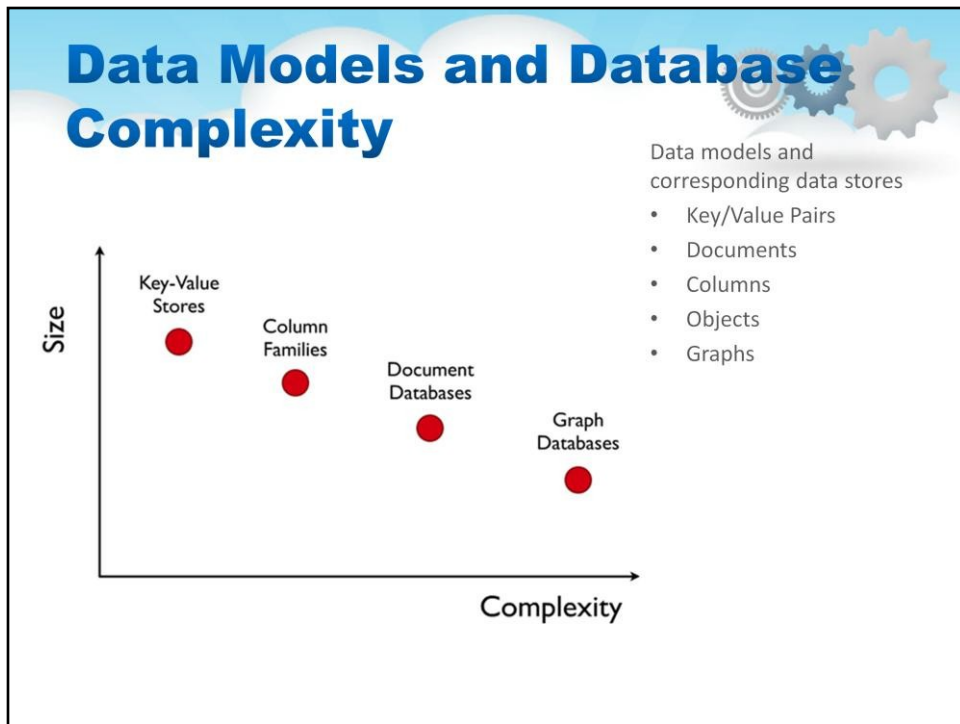 Data Models and Database
Complexity
Data models and
corresponding data stores
• Key/Value Pairs
• Documents
• Columns
• Objects
• Graphs
Size
Key-Value
Stores
Column
Families
Document
Databases
Graph
Databases
Complexity